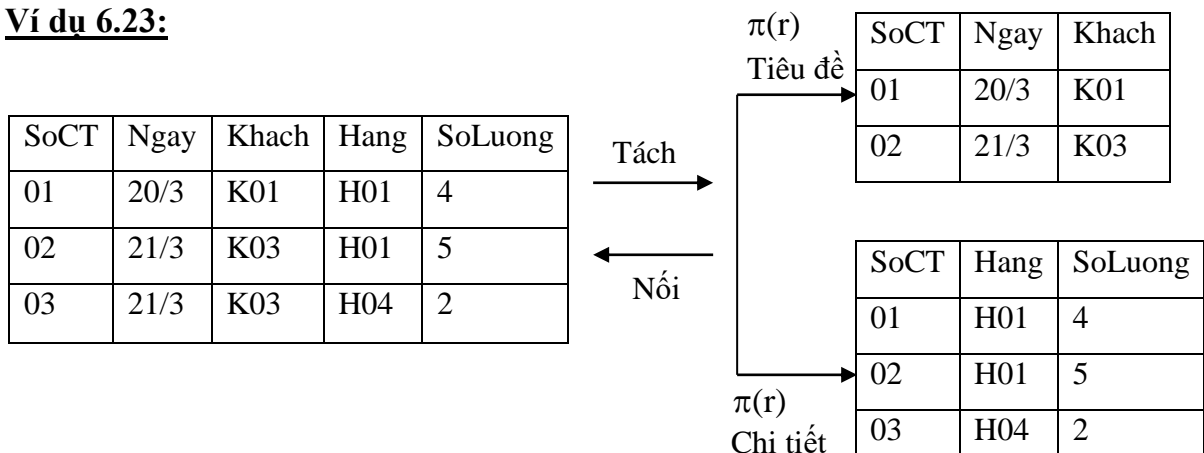 Ví dụ 6.23:
SoCT Ngay Khach Hang SoLuong
01 20/3 K01 H01 4
02 21/3 K03 H01 5
03 21/3 K03 H04 2
Tách
Nối
π(r)
Tiêu đề
SoCT Ngay Khach
01 20/3 K01
02 21/3 K03
π(r)
Chi tiết
SoCT Hang SoLuong
01 H01 4
02 H01 5
03 H04 2